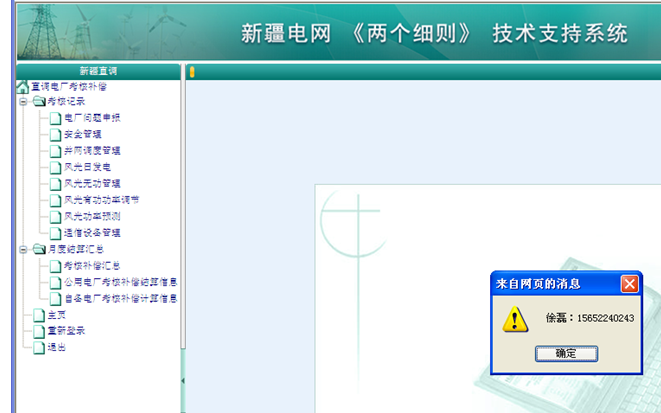 新疆电网 《两个细则》 技术支持系统
新疆直调
直调电厂考核补偿
考核记录
电厂问题申报
安全管理
并网调度管理
风光日发电
风光无功管理
风光有功功率调节
风光功率预测
通信设备管理
月度结算汇总
考核补偿汇总
公用电厂考核补偿结算信息
自备电厂考核补偿计算信息
主页
重新登录
退出
来自网页的消息
徐磊：15652240243
确定